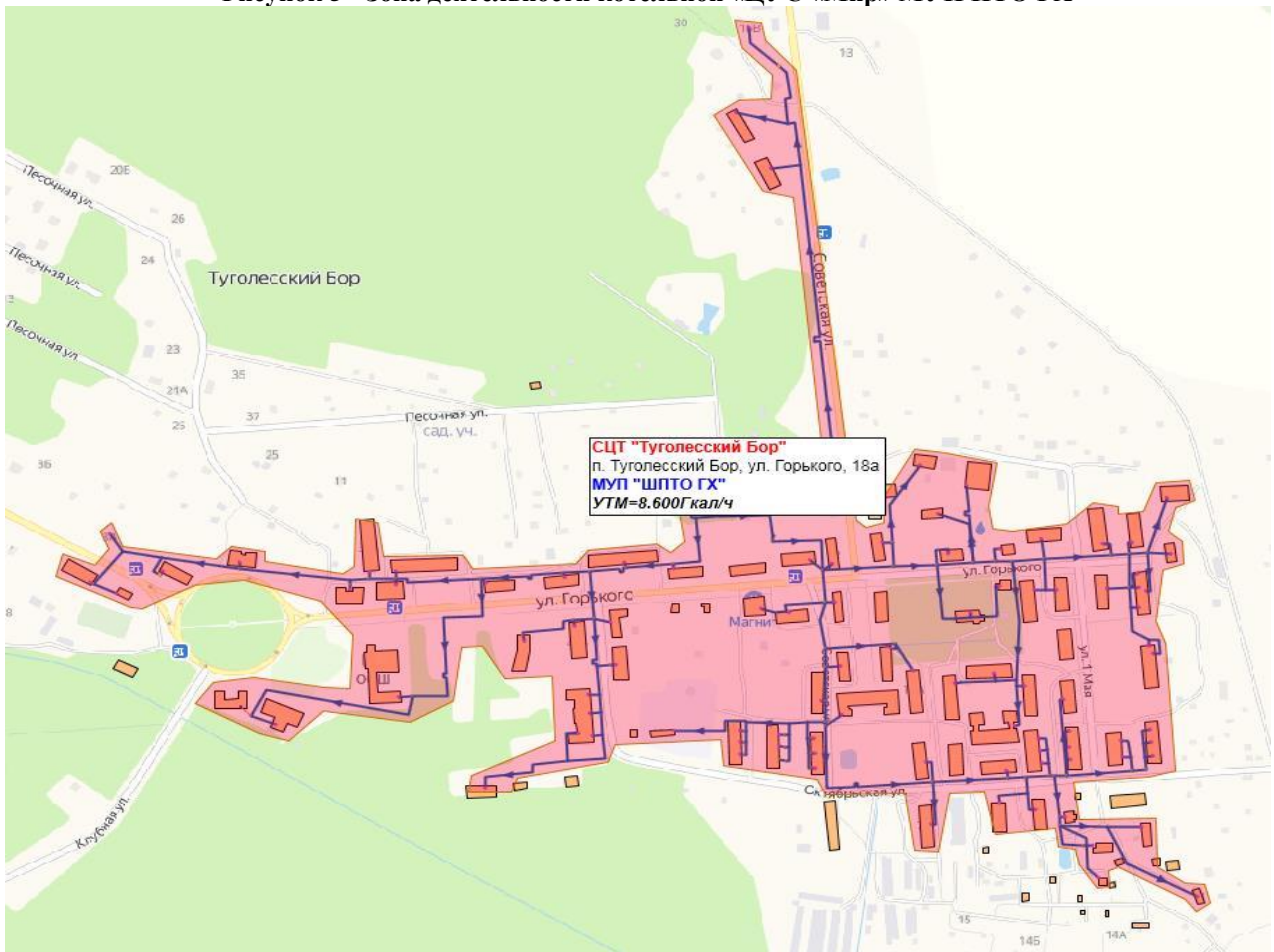 30
13
Песочная ул.
20Б
26
24
Песочная ул.
Туголесский Бор
Советская ул.
Песочная ул.
23
35
21А
37
Песочная ул.
сад. уч.
25
25
36
11
СЦТ "Туголесский Бор"
п. Туголесский Бор, ул. Горького, 18а
МУП "ШПТО ГХ"
УТМ=8.600Гкал/ч
ул. Горького
ул. Горького
Магнит
ул. 1 Мая
Октябрьская ул.
Клубная ул.
15
14Б
14А